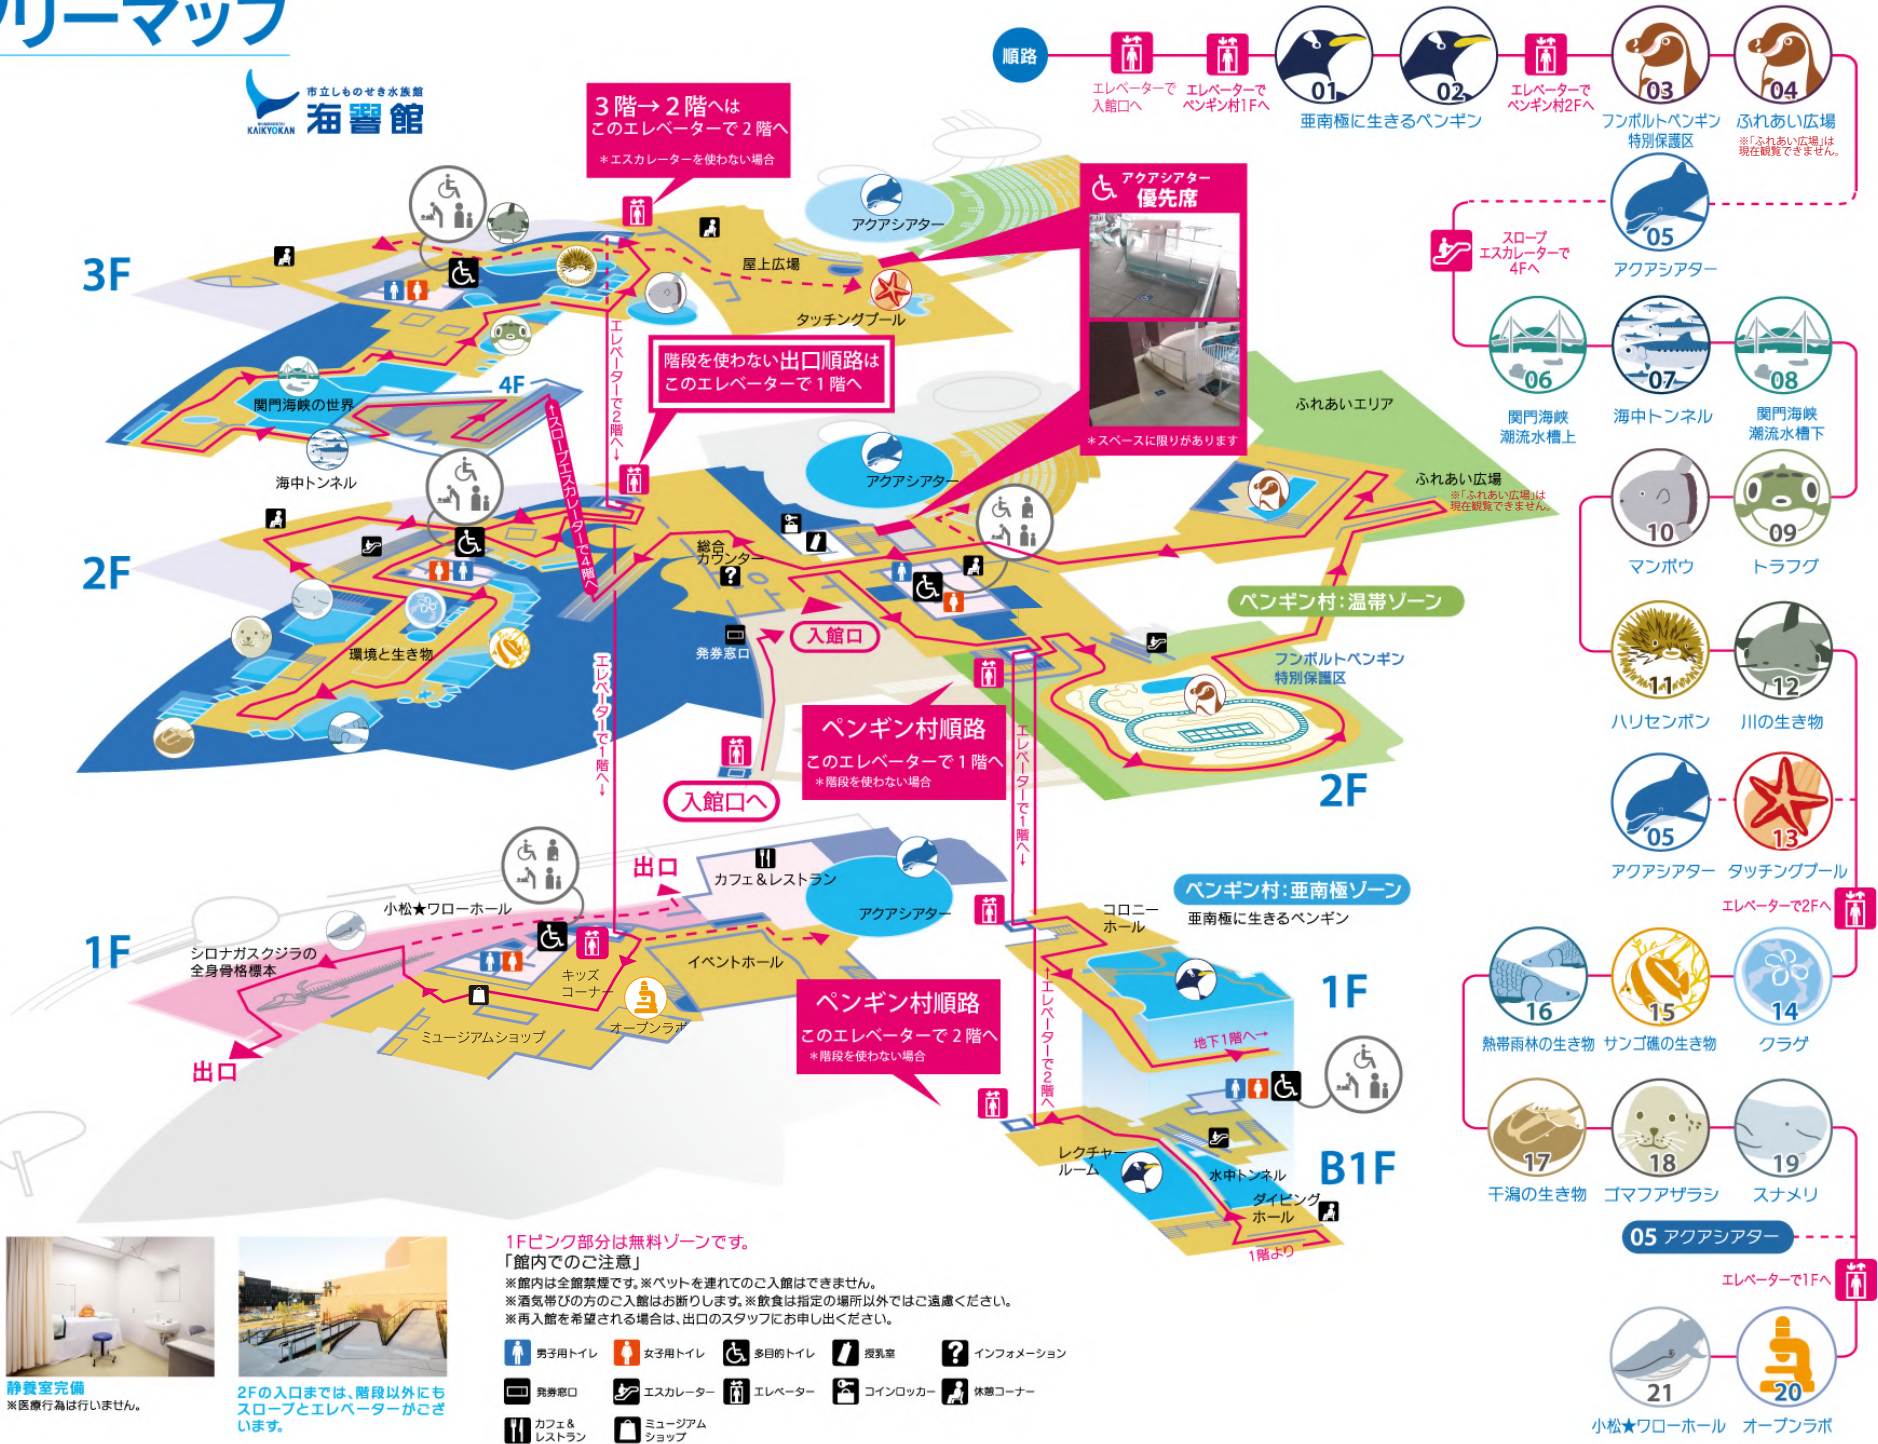 フリーマップ
市立しものせき水族館
KAIKYOKAN
海響館
3階→2階へは
このエレベーターで2階へ
＊エスカレーターを使わない場合
アクアシアター
優先席
＊スペースに限りがあります
3F
アクアシアター
屋上広場
タッチングプール
関門海峡の世界
4F
海中トンネル
エレベーターで2階へ→
階段を使わない出口順路は
このエレベーターで1階へ
←スロープエスカレーターで4階へ
2F
アクアシアター
総合
カウンター
環境と生き物
発券窓口
入館口
入館口へ
エレベーターで1階へ→
ふれあいエリア
ふれあい広場
※「ふれあい広場」は
現在観覧できません。
ペンギン村：温帯ゾーン
フンボルトペンギン
特別保護区
2F
ペンギン村順路
このエレベーターで1階へ
＊階段を使わない場合
エレベーターで1階へ→
1F
出口
カフェ&レストラン
アクアシアター
小松★ワローホール
シロナガスクジラの
全身骨格標本
キッズ
コーナー
イベントホール
オープンラボ
ミュージアムショップ
出口
ペンギン村：亜南極ゾーン
亜南極に生きるペンギン
コロニー
ホール
1F
地下1階へ→
ペンギン村順路
このエレベーターで2階へ
＊階段を使わない場合
←エレベーターで2階へ
レクチャー
ルーム
水中トンネル
B1F
ダイビング
ホール
1階より
順路
エレベーターで
入館口へ
エレベーターで
ペンギン村1Fへ
01
02
亜南極に生きるペンギン
エレベーターで
ペンギン村2Fへ
03
フンボルトペンギン
特別保護区
04
ふれあい広場
※「ふれあい広場」は
現在観覧できません。
05
アクアシアター
スロープ
エスカレーターで
4Fへ
06
関門海峡
潮流水槽上
07
海中トンネル
08
関門海峡
潮流水槽下
10
マンボウ
09
トラフグ
11
ハリセンボン
12
川の生き物
05
アクアシアター
13
タッチングプール
エレベーターで2Fへ
16
熱帯雨林の生き物
15
サンゴ礁の生き物
14
クラゲ
17
干潟の生き物
18
ゴマフアザラシ
19
スナメリ
05 アクアシアター
エレベーターで1Fへ
21
小松★ワローホール
20
オープンラボ
静養室完備
※医療行為は行いません。
2Fの入口までは、階段以外にも
スロープとエレベーターがござ
います。
1Fピンク部分は無料ゾーンです。
「館内でのご注意」
※館内は全館禁煙です。※ペットを連れてのご入館はできません。
※酒気帯びの方のご入館はお断りします。※飲食は指定の場所以外ではご遠慮ください。
※再入館を希望される場合は、出口のスタッフにお申し出ください。
男子用トイレ
女子用トイレ
多目的トイレ
授乳室
インフォメーション
発券窓口
エスカレーター
エレベーター
コインロッカー
休憩コーナー
カフェ&
レストラン
ミュージアム
ショップ